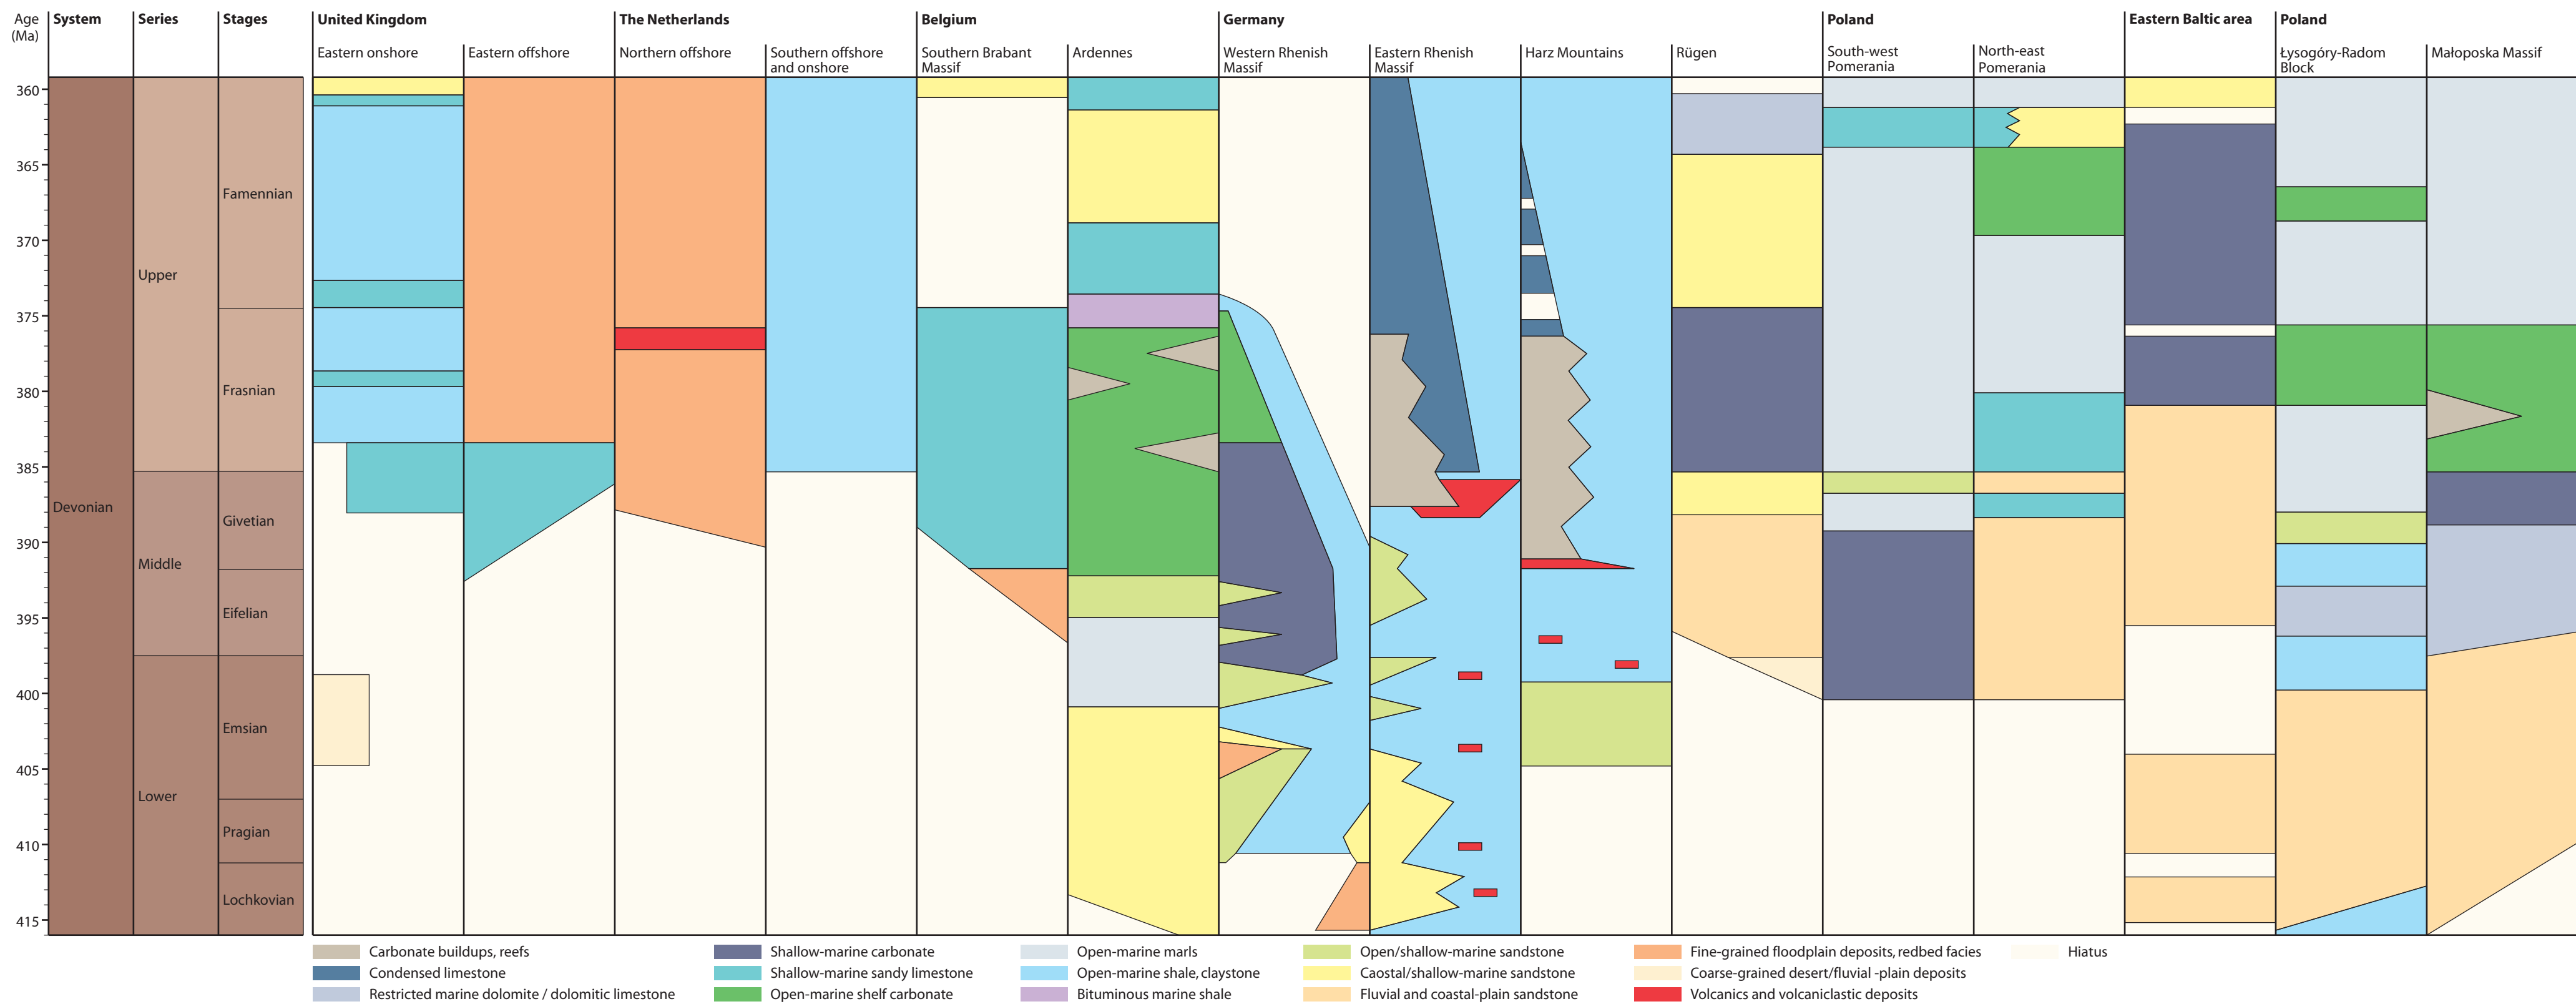 Age
(Ma)
System
Series
Stages
United Kingdom
The Netherlands
Belgium
Germany
Poland
Eastern Baltic area
Poland
Eastern onshore
Eastern offshore
Northern offshore
Southern offshore
and onshore
Southern Brabant
Massif
Ardennes
Western Rhenish
Massif
Eastern Rhenish
Massif
Harz Mountains
Rügen
South-west
Pomerania
North-east
Pomerania
Łysogóry-Radom
Block
Małoposka Massif
360
365
370
375
380
385
390
395
400
405
410
415
Devonian
Upper
Middle
Lower
Famennian
Frasnian
Givetian
Eifelian
Emsian
Pragian
Lochkovian
Carbonate buildups, reefs
Condensed limestone
Restricted marine dolomite / dolomitic limestone
Shallow-marine carbonate
Shallow-marine sandy limestone
Open-marine shelf carbonate
Open-marine marls
Open-marine shale, claystone
Bituminous marine shale
Open/shallow-marine sandstone
Caostal/shallow-marine sandstone
Fluvial and coastal-plain sandstone
Fine-grained floodplain deposits, redbed facies
Coarse-grained desert/fluvial -plain deposits
Volcanics and volcaniclastic deposits
Hiatus